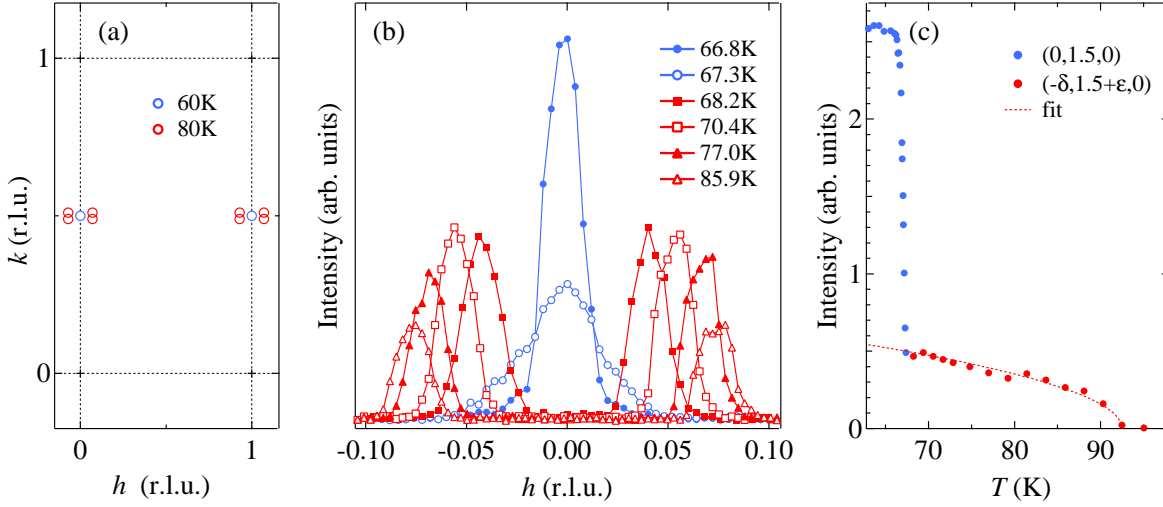 (a)
1
0
k (r.l.u.)
60K
80K
0
1
h (r.l.u.)
(b)
Intensity (arb. units)
66.8K
67.3K
68.2K
70.4K
77.0K
85.9K
-0.10
-0.05
0.00
0.05
0.10
h (r.l.u.)
(c)
Intensity (arb. units)
2
1
0
(0,1.5,0)
(-δ,1.5+ε,0)
fit
70
80
90
T (K)